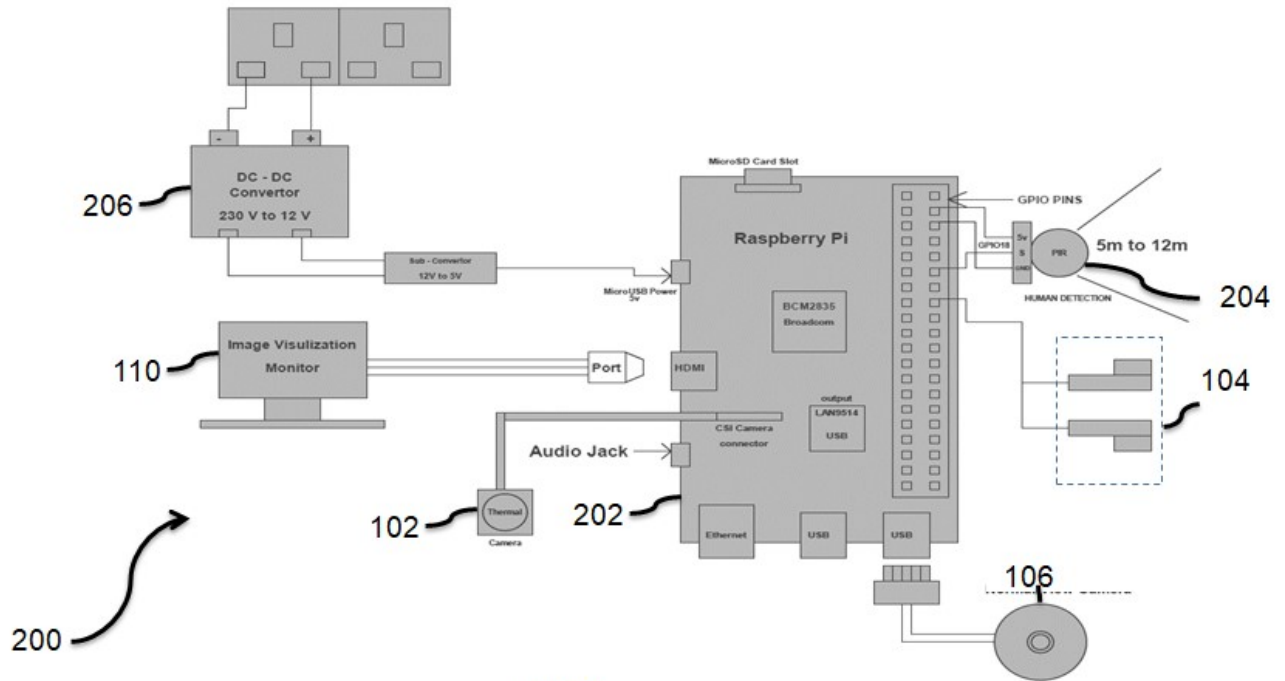 - +
DC - DC
Convertor
230 V to 12 V
206
Sub - Convertor
12V to 5V
MicroUSB Power
5v
MicroSD Card Slot
Raspberry Pi
GPIO PINS
GPIO18
5v
S
GND
PIR
5m to 12m
HUMAN DETECTION
204
BCM2835
Broadcom
Image Visulization
Monitor
110
Port
HDMI
output
LAN9514
USB
CSI Camera
connector
104
Audio Jack
Thermal
Camera
102
202
Ethernet
USB
USB
106
200